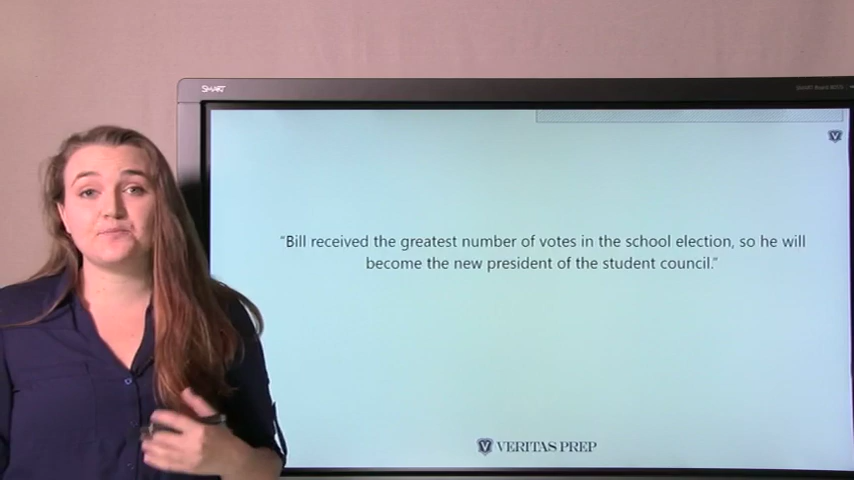 SMART
"Bill received the greatest number of votes in the school election, so he will
become the new president of the student council."
VERITAS PREP